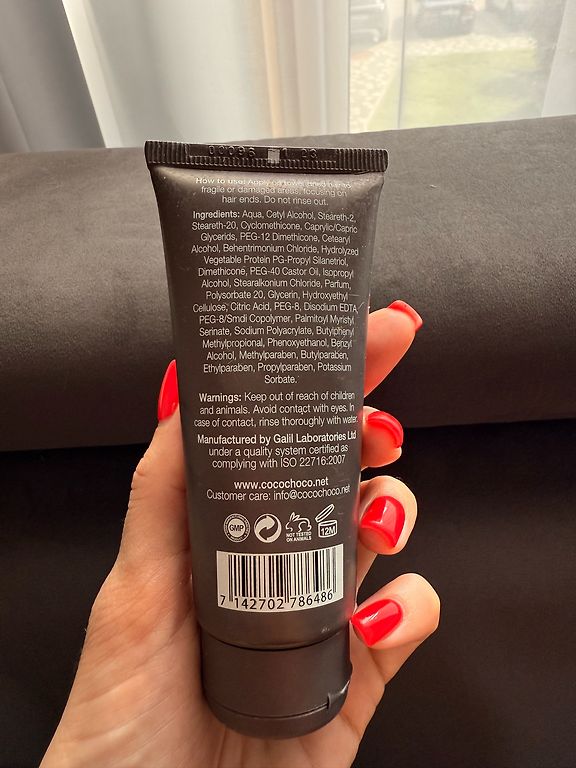 How to use: Apply on towel dried hair to
fragile or damaged areas, focusing on
hair ends. Do not rinse out.
Ingredients: Aqua, Cetyl Alcohol, Steareth-2,
Steareth-20, Cyclomethicone, Caprylic/Capric
Glycerids, PEG-12 Dimethicone, Cetearyl
Alcohol, Behentrimonium Chloride, Hydrolyzed
Vegetable Protein PG-Propyl Silanetriol,
Dimethicone, PEG-40 Castor Oil, Isopropyl
Alcohol, Stearalkonium Chloride, Parfum,
Polysorbate 20, Glycerin, Hydroxyethyl
Cellulose, Citric Acid, PEG-8, Disodium EDTA,
PEG-8/Smdi Copolymer, Palmitoyl Myristyl
Serinate, Sodium Polyacrylate, Butylphenyl
Methylpropional, Phenoxyethanol, Benzyl
Alcohol, Methylparaben, Butylparaben,
Ethylparaben, Propylparaben, Potassium
Sorbate.
Warnings: Keep out of reach of children
and animals. Avoid contact with eyes. In
case of contact, rinse thoroughly with water.
Manufactured by Galil Laboratories Ltd
under a quality system certified as
complying with ISO 22716:2007
www.cocochoco.net
Customer care: info@cocochoco.net
GMP
NOT TESTED
ON ANIMALS
12M
7 142702 786486